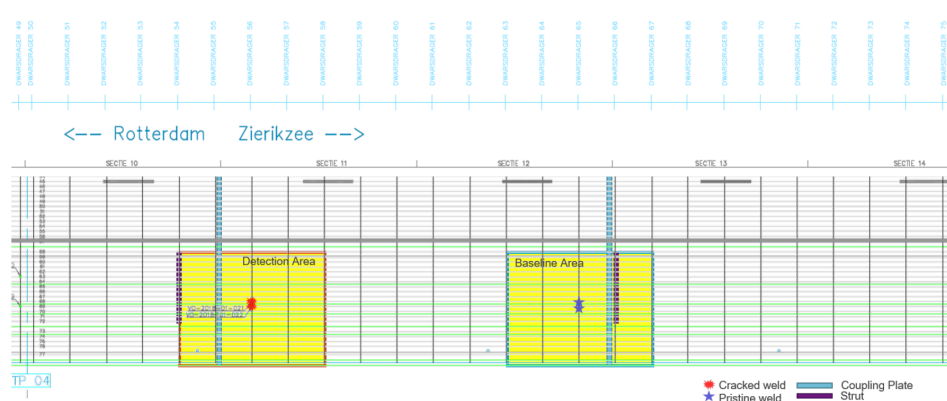 DWARSDRAGER 49
DWARSDRAGER 50
DWARSDRAGER 51
DWARSDRAGER 52
DWARSDRAGER 53
DWARSDRAGER 54
DWARSDRAGER 55
DWARSDRAGER 56
DWARSDRAGER 57
DWARSDRAGER 58
DWARSDRAGER 59
DWARSDRAGER 60
DWARSDRAGER 61
DWARSDRAGER 62
DWARSDRAGER 63
DWARSDRAGER 64
DWARSDRAGER 65
DWARSDRAGER 66
DWARSDRAGER 67
DWARSDRAGER 68
DWARSDRAGER 69
DWARSDRAGER 70
DWARSDRAGER 71
DWARSDRAGER 72
DWARSDRAGER 73
DWARSDRAGER 74
<-- Rotterdam Zierikzee -->
SECTIE 10 SECTIE 11 SECTIE 12 SECTIE 13 SECTIE 14
Detection Area Baseline Area
TP 04
Cracked weld Coupling Plate
Pristine weld Strut